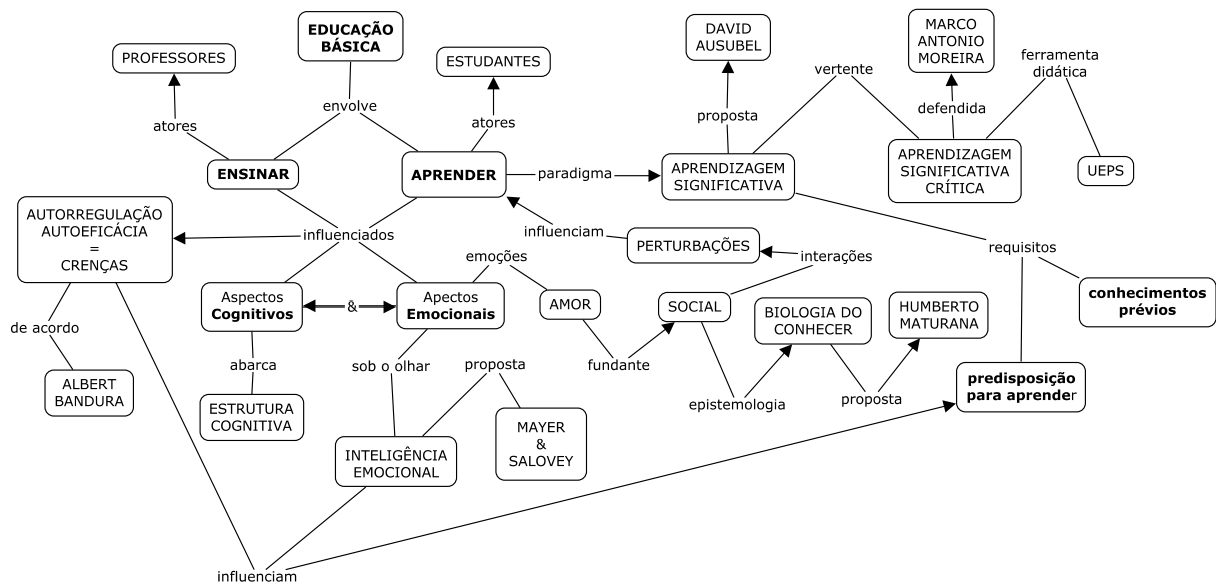 EDUCAÇÃO
BÁSICA
PROFESSORES
ESTUDANTES
envolve
atores
atores
ENSINAR
APRENDER
paradigma
DAVID
AUSUBEL
proposta
APRENDIZAGEM
SIGNIFICATIVA
vertente
MARCO
ANTONIO
MOREIRA
defendida
APRENDIZAGEM
SIGNIFICATIVA
CRÍTICA
ferramenta
didática
UEPS
AUTORREGULAÇÃO
AUTOEFICÁCIA
=
CRENÇAS
influenciados
influenciam
PERTURBAÇÕES
interações
requisitos
conhecimentos
prévios
predisposição
para aprender
de acordo
ALBERT
BANDURA
Aspectos
Cognitivos
&
Apectos
Emocionais
emoções
AMOR
fundante
SOCIAL
epistemologia
BIOLOGIA DO
CONHECER
proposta
HUMBERTO
MATURANA
abarca
ESTRUTURA
COGNITIVA
sob o olhar
INTELIGÊNCIA
EMOCIONAL
proposta
MAYER
&
SALOVEY
influenciam